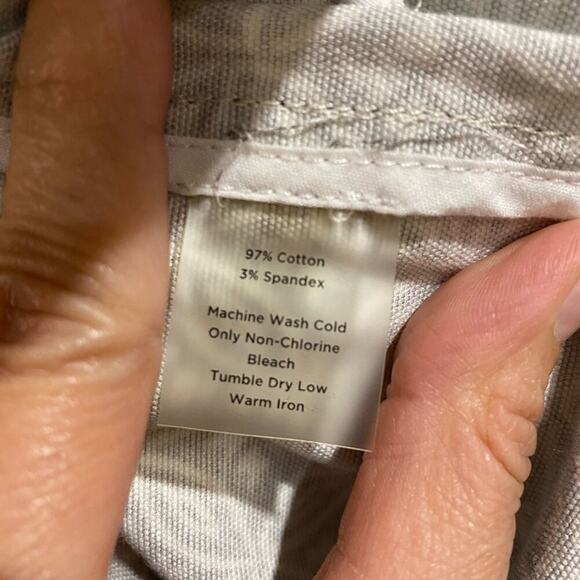 97% Cotton
3% Spandex
Machine Wash Cold
Only Non-Chlorine
Bleach
Tumble Dry Low
Warm Iron